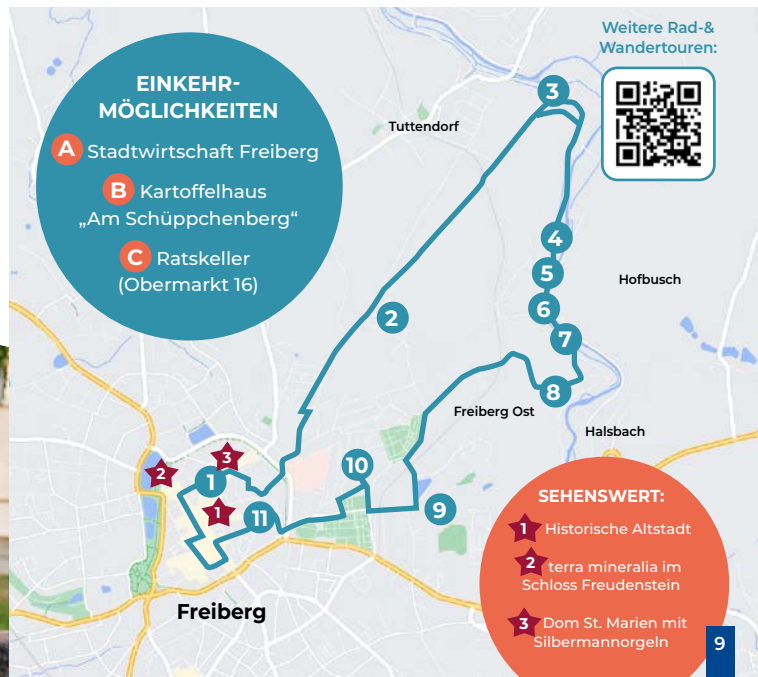 Weitere Rad-&
Wandertouren:
EINKEHR-
MÖGLICHKEITEN
A Stadtwirtschaft Freiberg
B Kartoffelhaus
„Am Schüppchenberg“
C Ratskeller
(Obermarkt 16)
Tuttendorf
3
4
5
Hofbusch
6
2
7
8
Freiberg Ost
Halsbach
3
2
1
10
1
11
9
Freiberg
SEHENSWERT:
1 Historische Altstadt
2 terra mineralia im
Schloss Freudenstein
3 Dom St. Marien mit
Silbermannorgeln
9